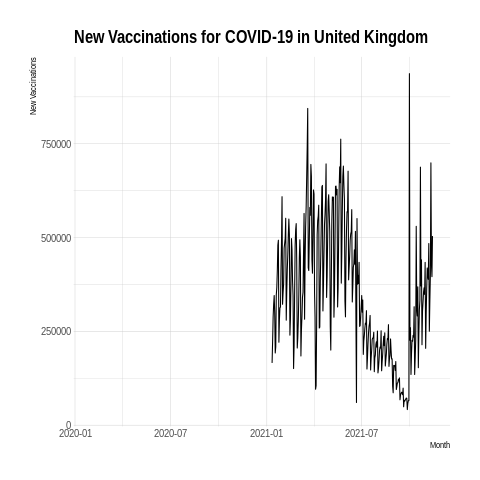 New Vaccinations for COVID-19 in United Kingdom
New Vaccinations
750000
500000
250000
0
2020-01
2020-07
2021-01
2021-07
Month